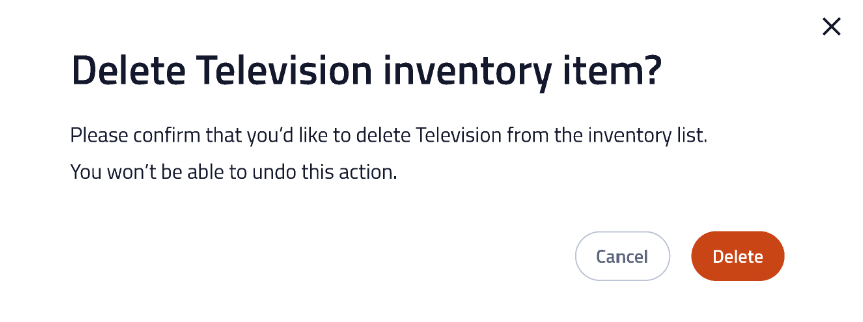 Delete Television inventory item?
Please confirm that you’d like to delete Television from the inventory list.
You won’t be able to undo this action.
Cancel
Delete